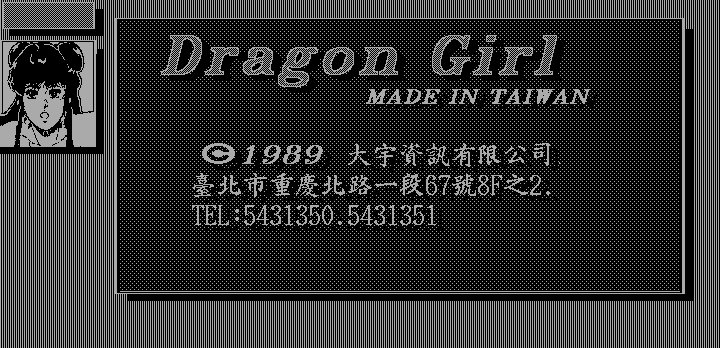 Dragon Girl
MADE IN TAIWAN
© 1989 大宇資訊有限公司
臺北市重慶北路一段67號8F之2.
TEL:5431350.5431351